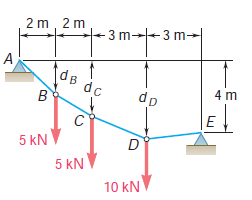 2 m 2 m 3 m 3 m
A
d_B d_C d_D 4 m
B
C E
5 kN D
5 kN
10 kN